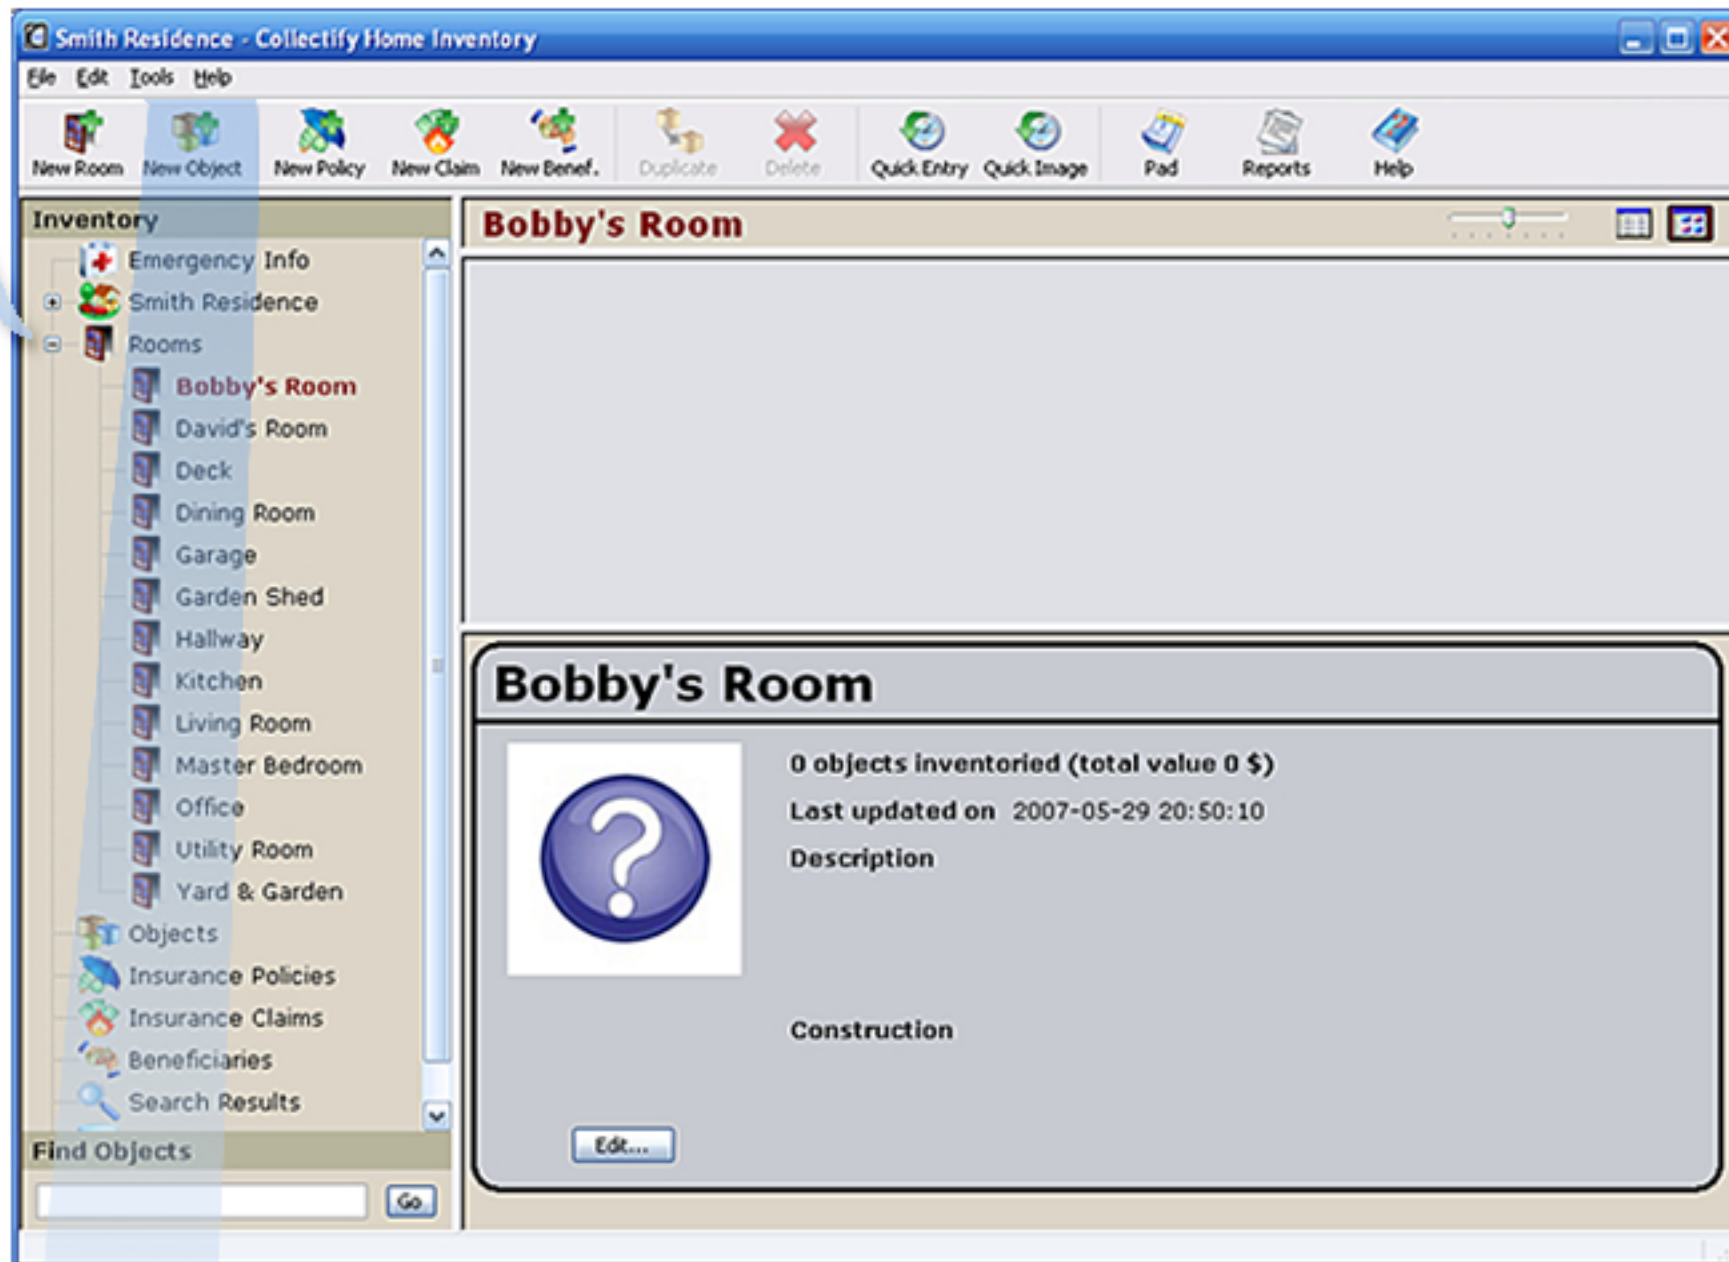 Smith Residence - Collectify Home Inventory
File Edit Tools Help
New Room New Object New Policy New Claim New Benef. Duplicate Delete Quick Entry Quick Image Pad Reports Help
Inventory
Bobby's Room
Emergency Info
Smith Residence
Rooms
Bobby's Room
David's Room
Deck
Dining Room
Garage
Garden Shed
Hallway
Kitchen
Living Room
Master Bedroom
Office
Utility Room
Yard & Garden
Objects
Insurance Policies
Insurance Claims
Beneficiaries
Search Results
Find Objects
Go
Bobby's Room
0 objects inventoried (total value 0 $)
Last updated on 2007-05-29 20:50:10
Description
Construction
Edit...